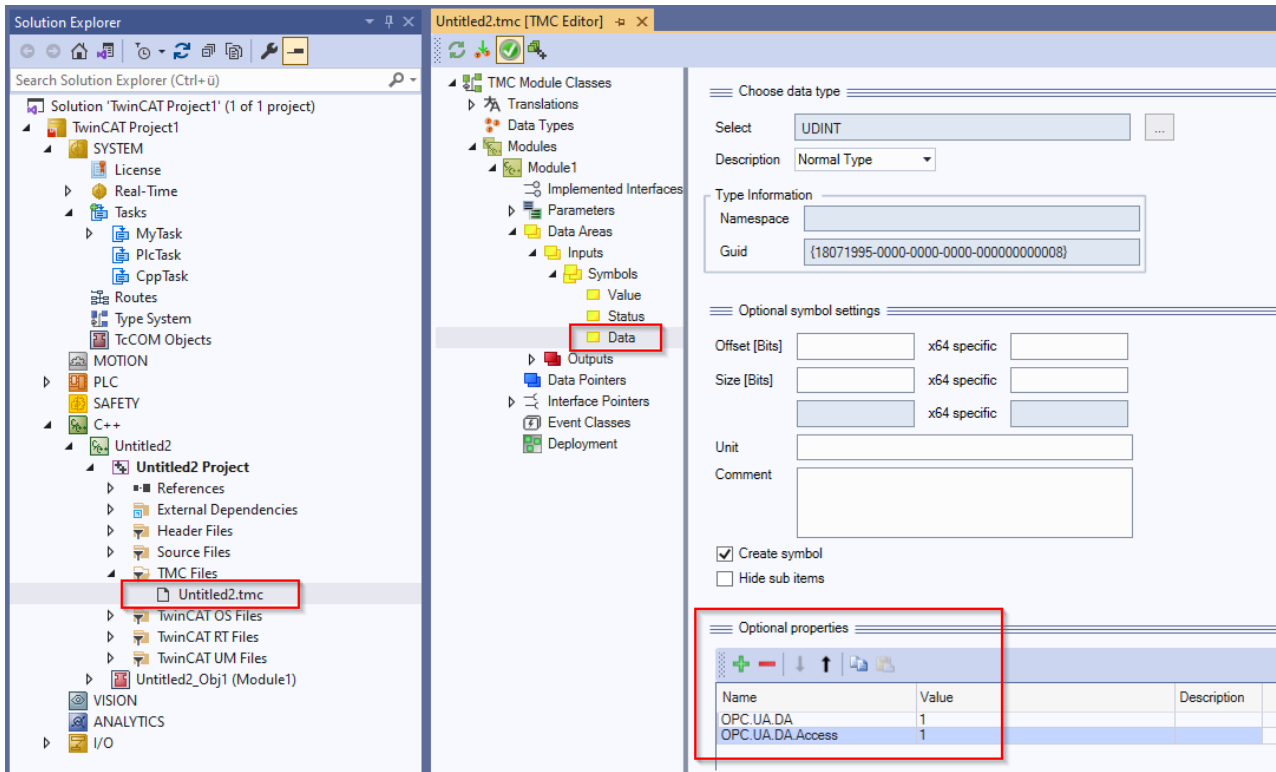 Solution Explorer
Search Solution Explorer (Ctrl+ü)
Solution 'TwinCAT Project1' (1 of 1 project)
TwinCAT Project1
SYSTEM
License
Real-Time
Tasks
MyTask
PlcTask
CppTask
Routes
Type System
TcCOM Objects
MOTION
PLC
SAFETY
C++
Untitled2
Untitled2 Project
References
External Dependencies
Header Files
Source Files
TMC Files
Untitled2.tmc
TwinCAT OS Files
TwinCAT RT Files
TwinCAT UM Files
Untitled2_Obj1 (Module1)
VISION
ANALYTICS
I/O
Untitled2.tmc [TMC Editor]
TMC Module Classes
Translations
Data Types
Modules
Module1
Implemented Interfaces
Parameters
Data Areas
Inputs
Symbols
Value
Status
Data
Outputs
Data Pointers
Interface Pointers
Event Classes
Deployment
Choose data type
Select UDINT ...
Description Normal Type
Type Information
Namespace
Guid {18071995-0000-0000-0000-000000000008}
Optional symbol settings
Offset [Bits] x64 specific
Size [Bits] x64 specific
x64 specific
Unit
Comment
Create symbol
Hide sub items
Optional properties
Name Value Description
OPC.UA.DA 1
OPC.UA.DA.Access 1